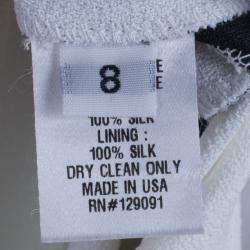 8
E
E
100% SILK
LINING :
100% SILK
DRY CLEAN ONLY
MADE IN USA
RN#129091